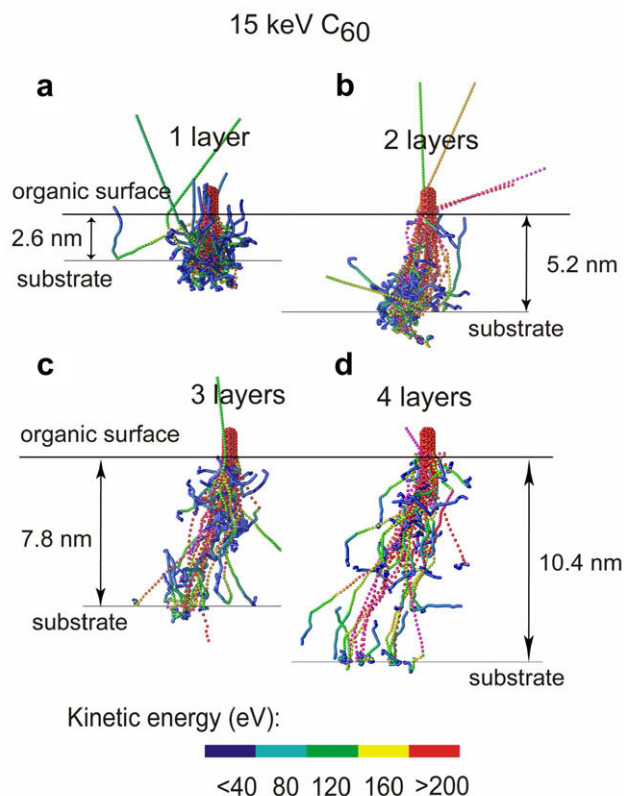 15 keV C60
a
b
1 layer
2 layers
organic surface
2.6 nm
5.2 nm
substrate
substrate
c
d
3 layers
4 layers
organic surface
7.8 nm
10.4 nm
substrate
substrate
Kinetic energy (eV):
<40 80 120 160 >200